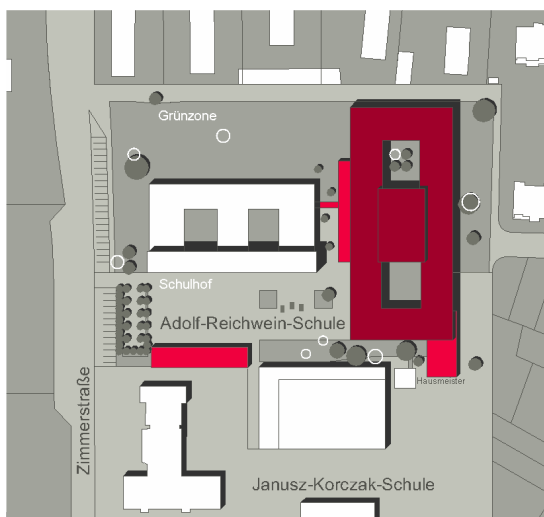 Grünzone
Schulhof
Adolf-Reichwein-Schule
Hausmeister
Zimmerstraße
Janusz-Korczak-Schule